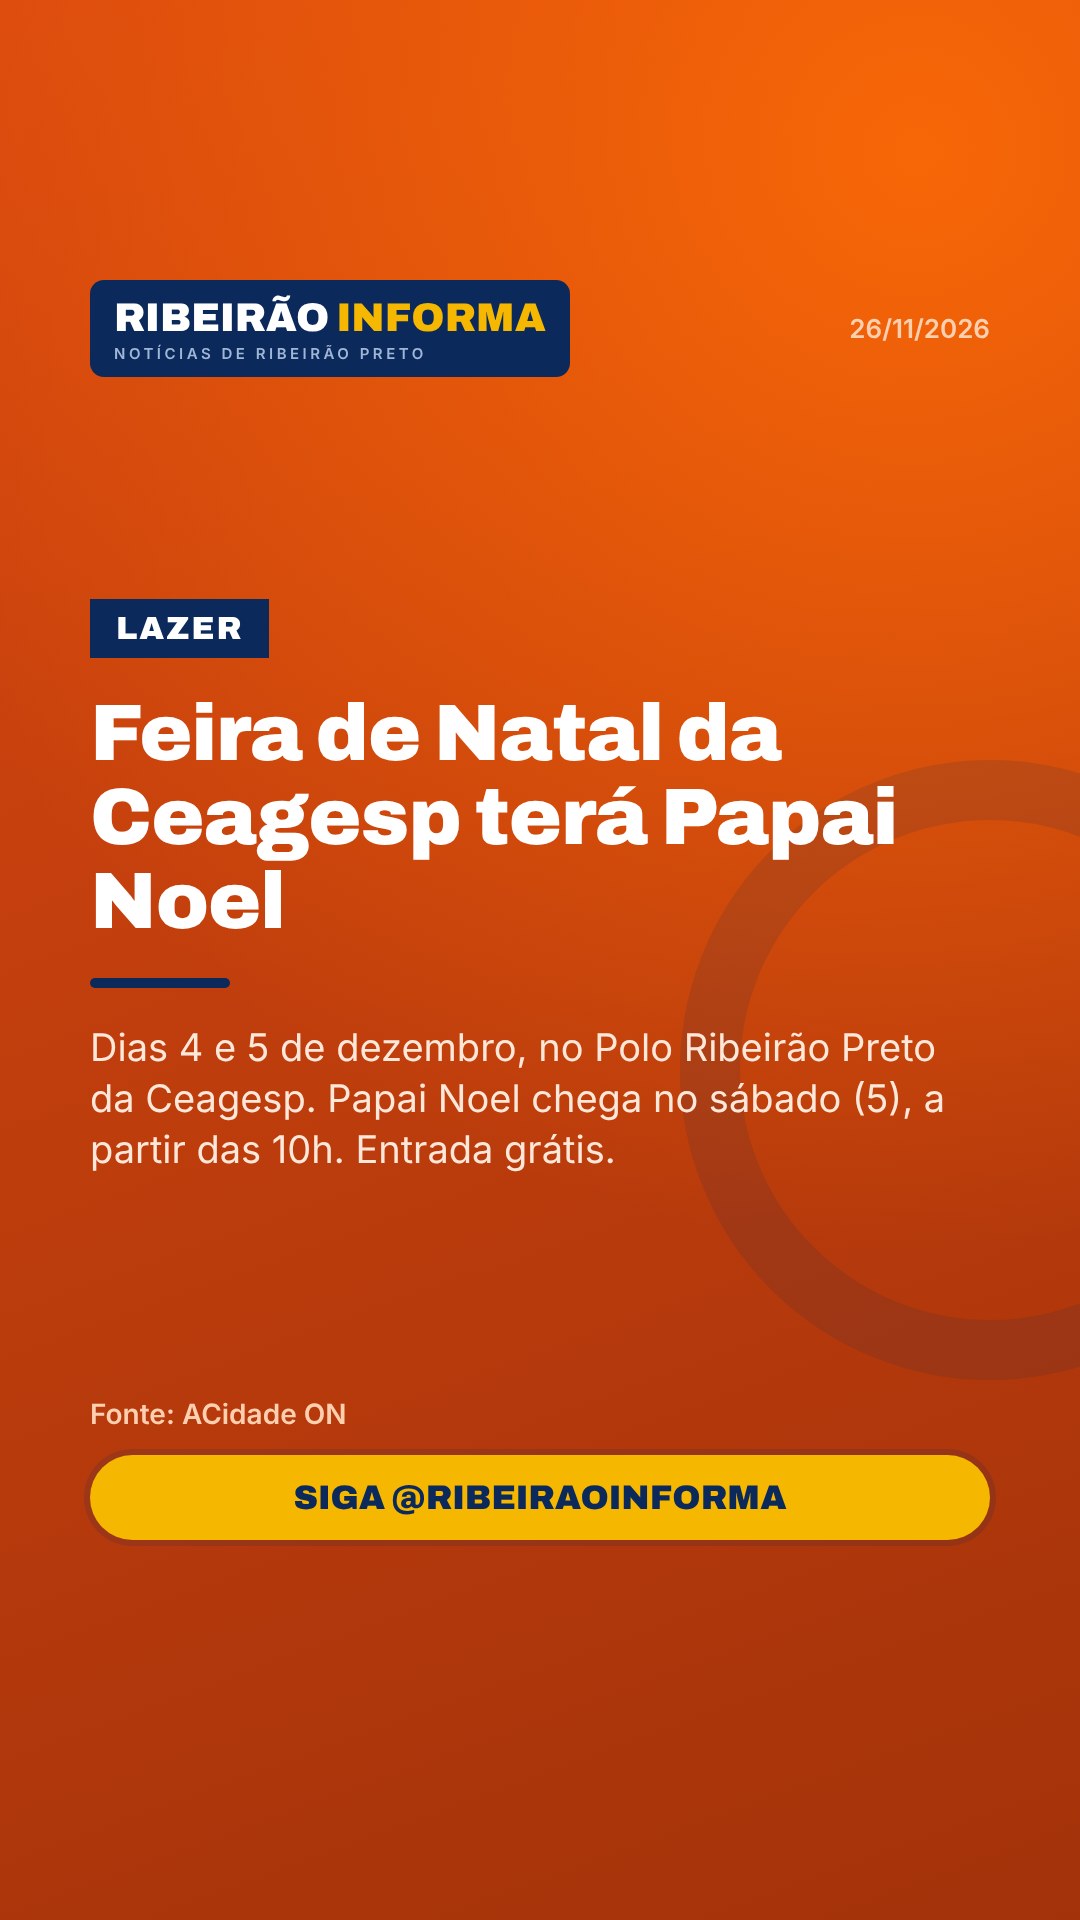 RIBEIRÃO INFORMA
NOTÍCIAS DE RIBEIRÃO PRETO
26/11/2026
LAZER
Feira de Natal da
Ceagesp terá Papai
Noel
Dias 4 e 5 de dezembro, no Polo Ribeirão Preto
da Ceagesp. Papai Noel chega no sábado (5), a
partir das 10h. Entrada grátis.
Fonte: ACidade ON
SIGA @RIBEIRAOINFORMA